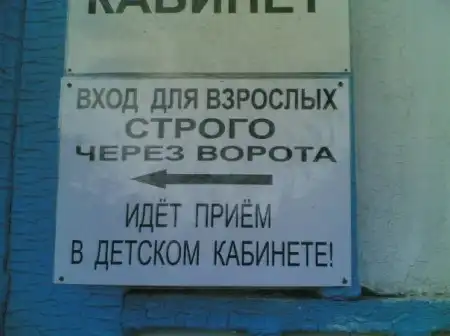 КАБИНЕТ
ВХОД ДЛЯ ВЗРОСЛЫХ
СТРОГО
ЧЕРЕЗ ВОРОТА
ИДЁТ ПРИЁМ
В ДЕТСКОМ КАБИНЕТЕ!